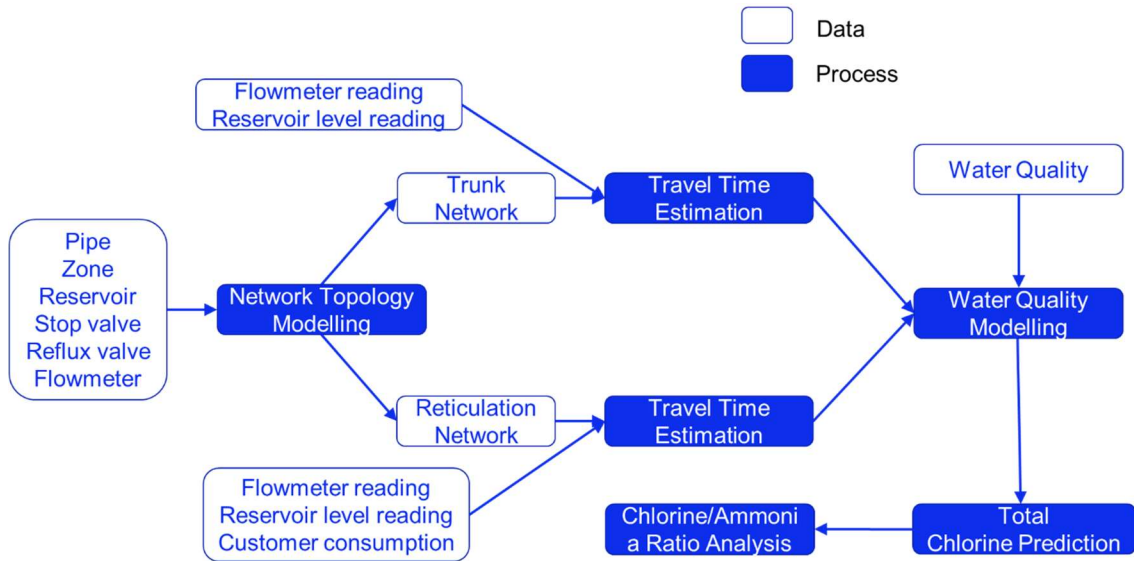 Data
Process
Flowmeter reading
Reservoir level reading
Trunk
Network
Travel Time
Estimation
Water Quality
Pipe
Zone
Reservoir
Stop valve
Reflux valve
Flowmeter
Network Topology
Modelling
Water Quality
Modelling
Reticulation
Network
Travel Time
Estimation
Flowmeter reading
Reservoir level reading
Customer consumption
Chlorine/Ammoni
a Ratio Analysis
Total
Chlorine Prediction